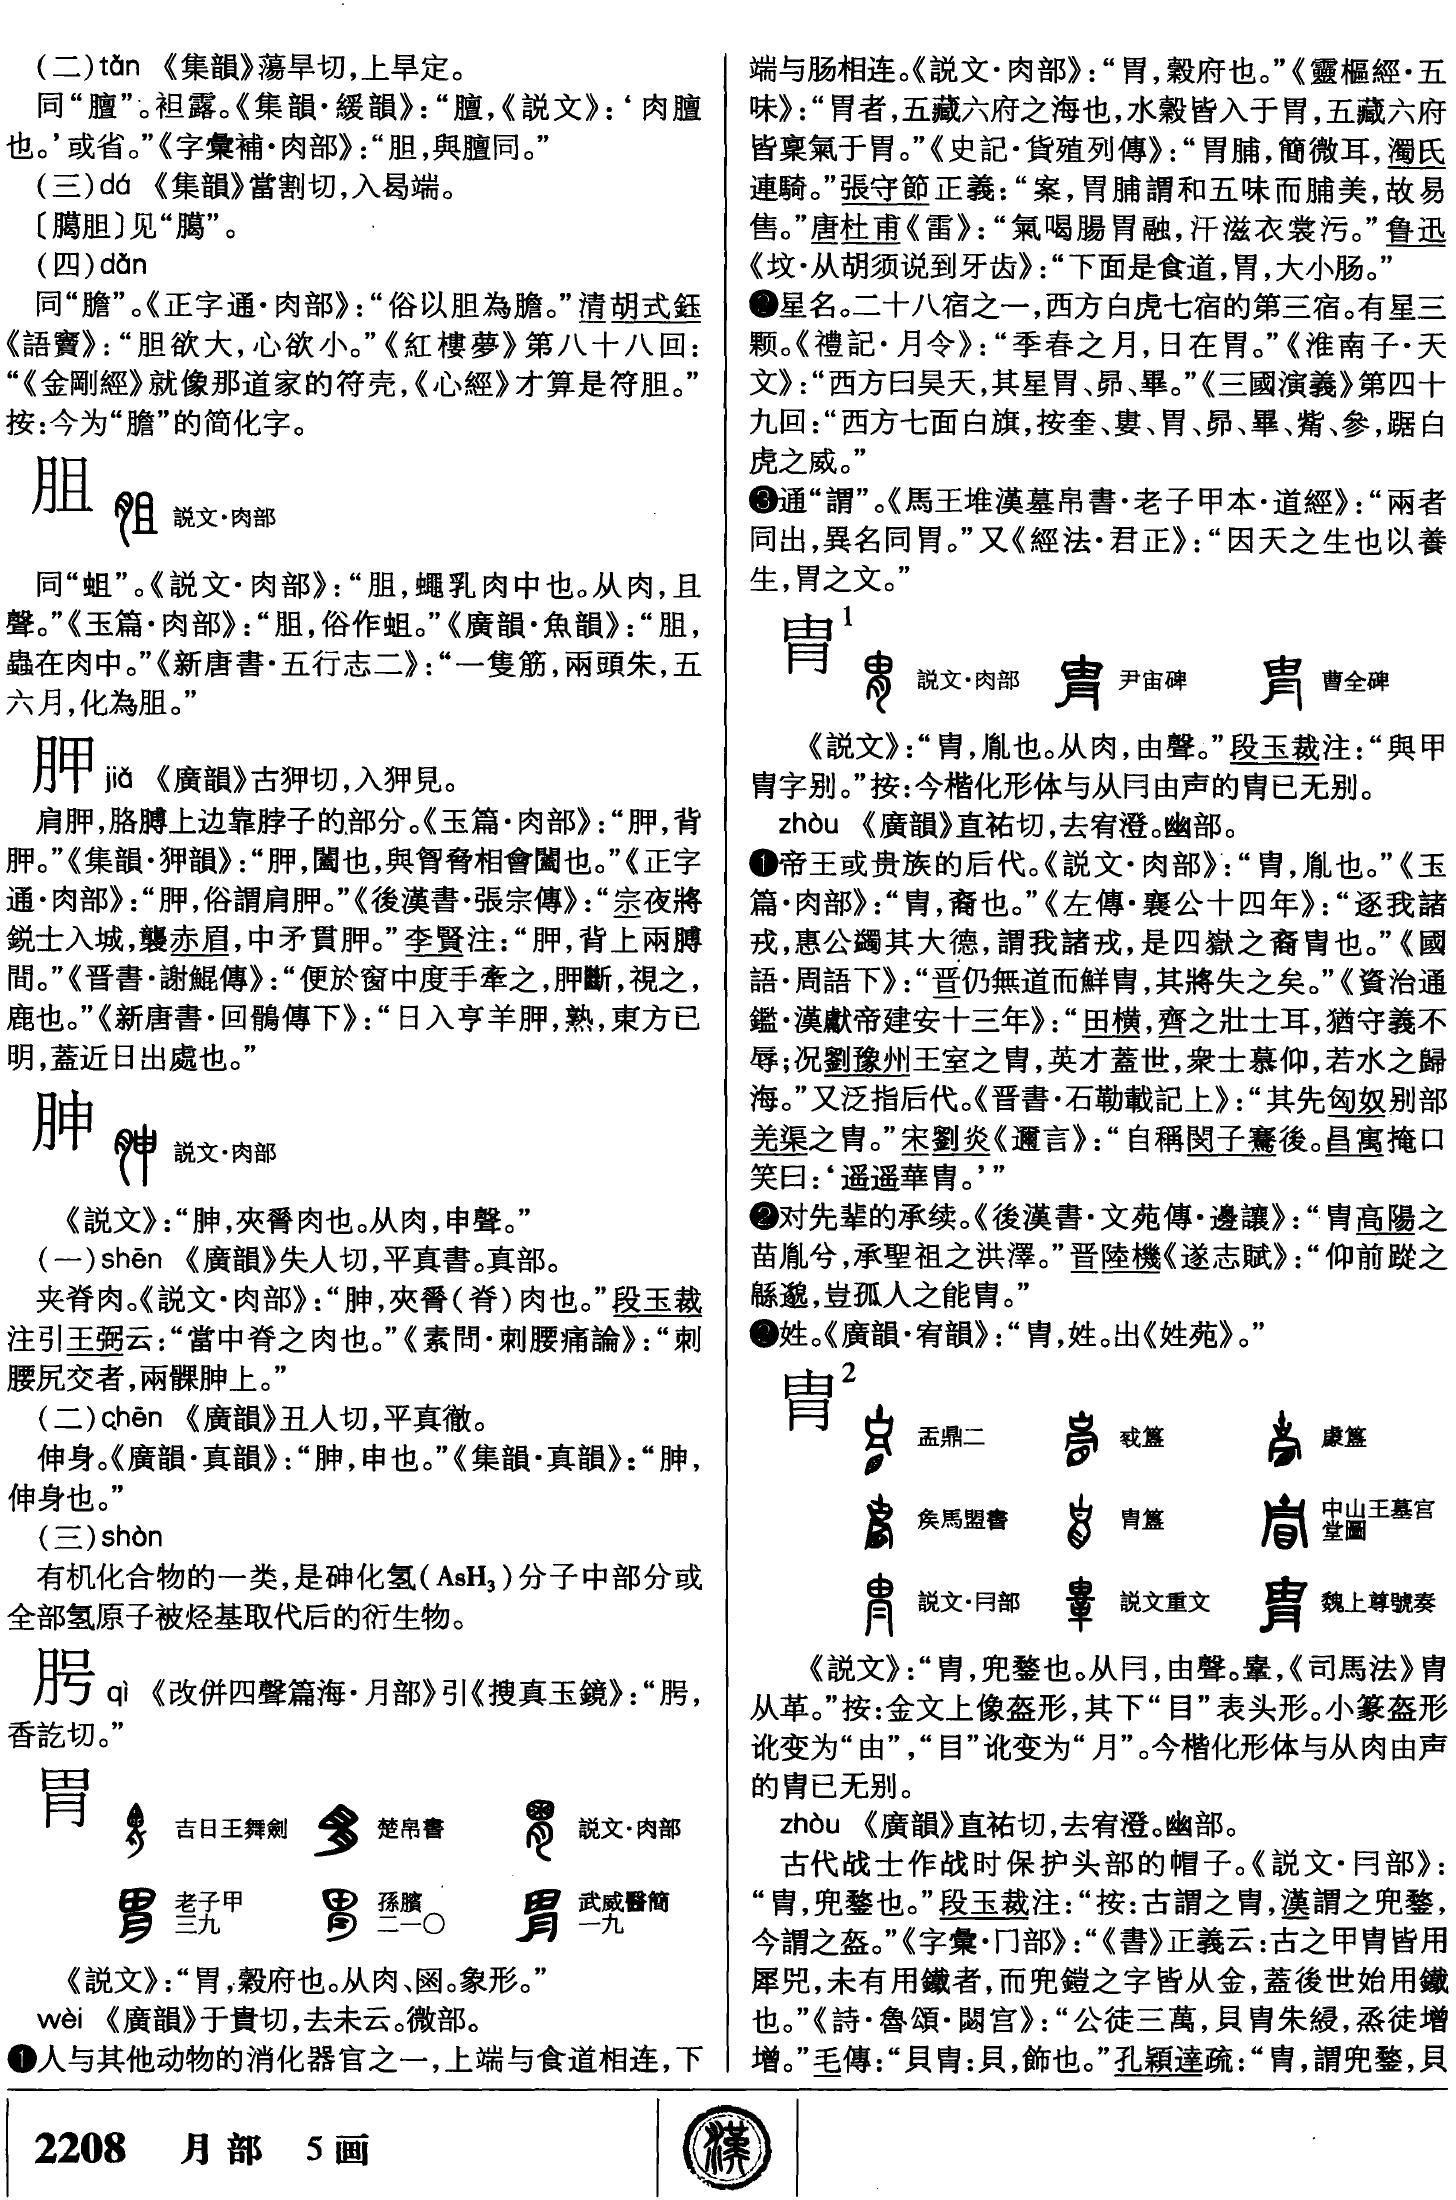 (二)tǎn 《集韻》蕩旱切,上旱定。
同“膻”。袒露。《集韻·緩韻》:“膻,《説文》:‘肉膻
也。’或省。”《字彙補·肉部》:“胆,與膻同。”
(三)dá 《集韻》當割切,入曷端。
〔臈胆〕见“臈”。
(四)dǎn
同“膽”。《正字通·肉部》:“俗以胆為膽。”清胡式鈺
《語竇》:“胆欲大,心欲小。”《紅樓夢》第八十八回:
“《金剛經》就像那道家的符壳,《心經》才算是符胆。”
按:今为“膽”的简化字。
胆
説文·肉部
同“蛆”。《説文·肉部》:“胆,蠅乳肉中也。从肉,且
聲。”《玉篇·肉部》:“胆,俗作蛆。”《廣韻·魚韻》:“胆,
蟲在肉中。”《新唐書·五行志二》:“一隻筋,兩頭朱,五
六月,化為胆。”
胛 jiǎ 《廣韻》古狎切,入狎見。
肩胛,胳膊上边靠脖子的部分。《玉篇·肉部》:“胛,背
胛。”《集韻·狎韻》:“胛,闔也,與胷脅相會闔也。”《正字
通·肉部》:“胛,俗謂肩胛。”《後漢書·張宗傳》:“宗夜將
鋭士入城,襲赤眉,中矛貫胛。”李賢注:“胛,背上兩膊
間。”《晋書·謝鯤傳》:“便於窗中度手牽之,胛斷,視之,
鹿也。”《新唐書·回鶻傳下》:“日入亨羊胛,熟,東方已
明,蓋近日出處也。”
胂
説文·肉部
《説文》:“胂,夾脊肉也。从肉,申聲。”
(一)shēn 《廣韻》失人切,平真書。真部。
夹脊肉。《説文·肉部》:“胂,夾膂(脊)肉也。”段玉裁
注引王弼云:“當中脊之肉也。”《素問·刺腰痛論》:“刺
腰尻交者,兩髁胂上。”
(二)chēn 《廣韻》丑人切,平真徹。
伸身。《廣韻·真韻》:“胂,申也。”《集韻·真韻》:“胂,
伸身也。”
(三)shèn
有机化合物的一类,是砷化氢(AsH₃)分子中部分或
全部氢原子被烃基取代后的衍生物。
qì 《改併四聲篇海·月部》引《搜真玉鏡》:“
香訖切。”
胃
吉日王舞劍 楚帛書 説文·肉部
老子甲三九 孫臏二一〇 武威醫簡一九
《説文》:“胃,穀府也。从肉、𡇒。象形。”
wèi 《廣韻》于貴切,去未云。微部。
❶人与其他动物的消化器官之一,上端与食道相连,下
端与肠相连。《説文·肉部》:“胃,穀府也。”《靈樞經·五
味》:“胃者,五藏六府之海也,水穀皆入于胃,五藏六府
皆稟氣于胃。”《史記·貨殖列傳》:“胃脯,簡微耳,濁氏
連騎。”張守節正義:“案,胃脯謂和五味而脯美,故易
售。”唐杜甫《雷》:“氣暍腸胃融,汗滋衣裳污。”鲁迅
《坟·从胡须说到牙齿》:“下面是食道,胃,大小肠。”
❷星名。二十八宿之一,西方白虎七宿的第三宿。有星三
颗。《禮記·月令》:“季春之月,日在胃。”《淮南子·天
文》:“西方曰昊天,其星胃、昴、畢。”《三國演義》第四十
九回:“西方七面白旗,按奎、婁、胃、昴、畢、觜、參,踞白
虎之威。”
❸通“謂”。《馬王堆漢墓帛書·老子甲本·道經》:“兩者
同出,異名同胃。”又《經法·君正》:“因天之生也以養
生,胃之文。”
冑1
説文·肉部 尹宙碑 曹全碑
《説文》:“冑,胤也。从肉,由聲。”段玉裁注:“與甲
冑字别。”按:今楷化形体与从冃由声的冑已无别。
zhòu 《廣韻》直祐切,去宥澄。幽部。
❶帝王或贵族的后代。《説文·肉部》:“冑,胤也。”《玉
篇·肉部》:“冑,裔也。”《左傳·襄公十四年》:“逐我諸
戎,惠公蠲其大德,謂我諸戎,是四嶽之裔冑也。”《國
語·周語下》:“晋仍無道而鮮冑,其將失之矣。”《資治通
鑑·漢獻帝建安十三年》:“田横,齊之壯士耳,猶守義不
辱;况劉豫州王室之冑,英才蓋世,衆士慕仰,若水之歸
海。”又泛指后代。《晋書·石勒載記上》:“其先匈奴别部
羌渠之冑。”宋劉炎《邇言》:“自稱閔子騫後。昌寓掩口
笑曰:‘遥遥華冑。’”
❷对先辈的承续。《後漢書·文苑傳·邊讓》:“冑高陽之
苗胤兮,承聖祖之洪澤。”晋陸機《遂志賦》:“仰前蹤之
緜邈,豈孤人之能冑。”
❷姓。《廣韻·宥韻》:“冑,姓。出《姓苑》。”
冑2
盂鼎二 㦰簋 䖒簋
矦馬盟書 冑簋 中山王墓宫堂圖
説文·冃部 説文重文 魏上尊號奏
《説文》:“冑,兜鍪也。从冃,由聲。𩊄,《司馬法》冑
从革。”按:金文上像盔形,其下“目”表头形。小篆盔形
讹变为“由”,“目”讹变为“月”。今楷化形体与从肉由声
的冑已无别。
zhòu 《廣韻》直祐切,去宥澄。幽部。
古代战士作战时保护头部的帽子。《説文·冃部》:
“冑,兜鍪也。”段玉裁注:“按:古謂之冑,漢謂之兜鍪,
今謂之盔。”《字彙·冂部》:“《書》正義云:古之甲冑皆用
犀兕,未有用鐵者,而兜鎧之字皆从金,蓋後世始用鐵
也。”《詩·魯頌·閟宫》:“公徒三萬,貝冑朱綅,烝徒增
增。”毛傳:“貝冑:貝,飾也。”孔穎達疏:“冑,謂兜鍪,貝
2208 月部 5画
漢